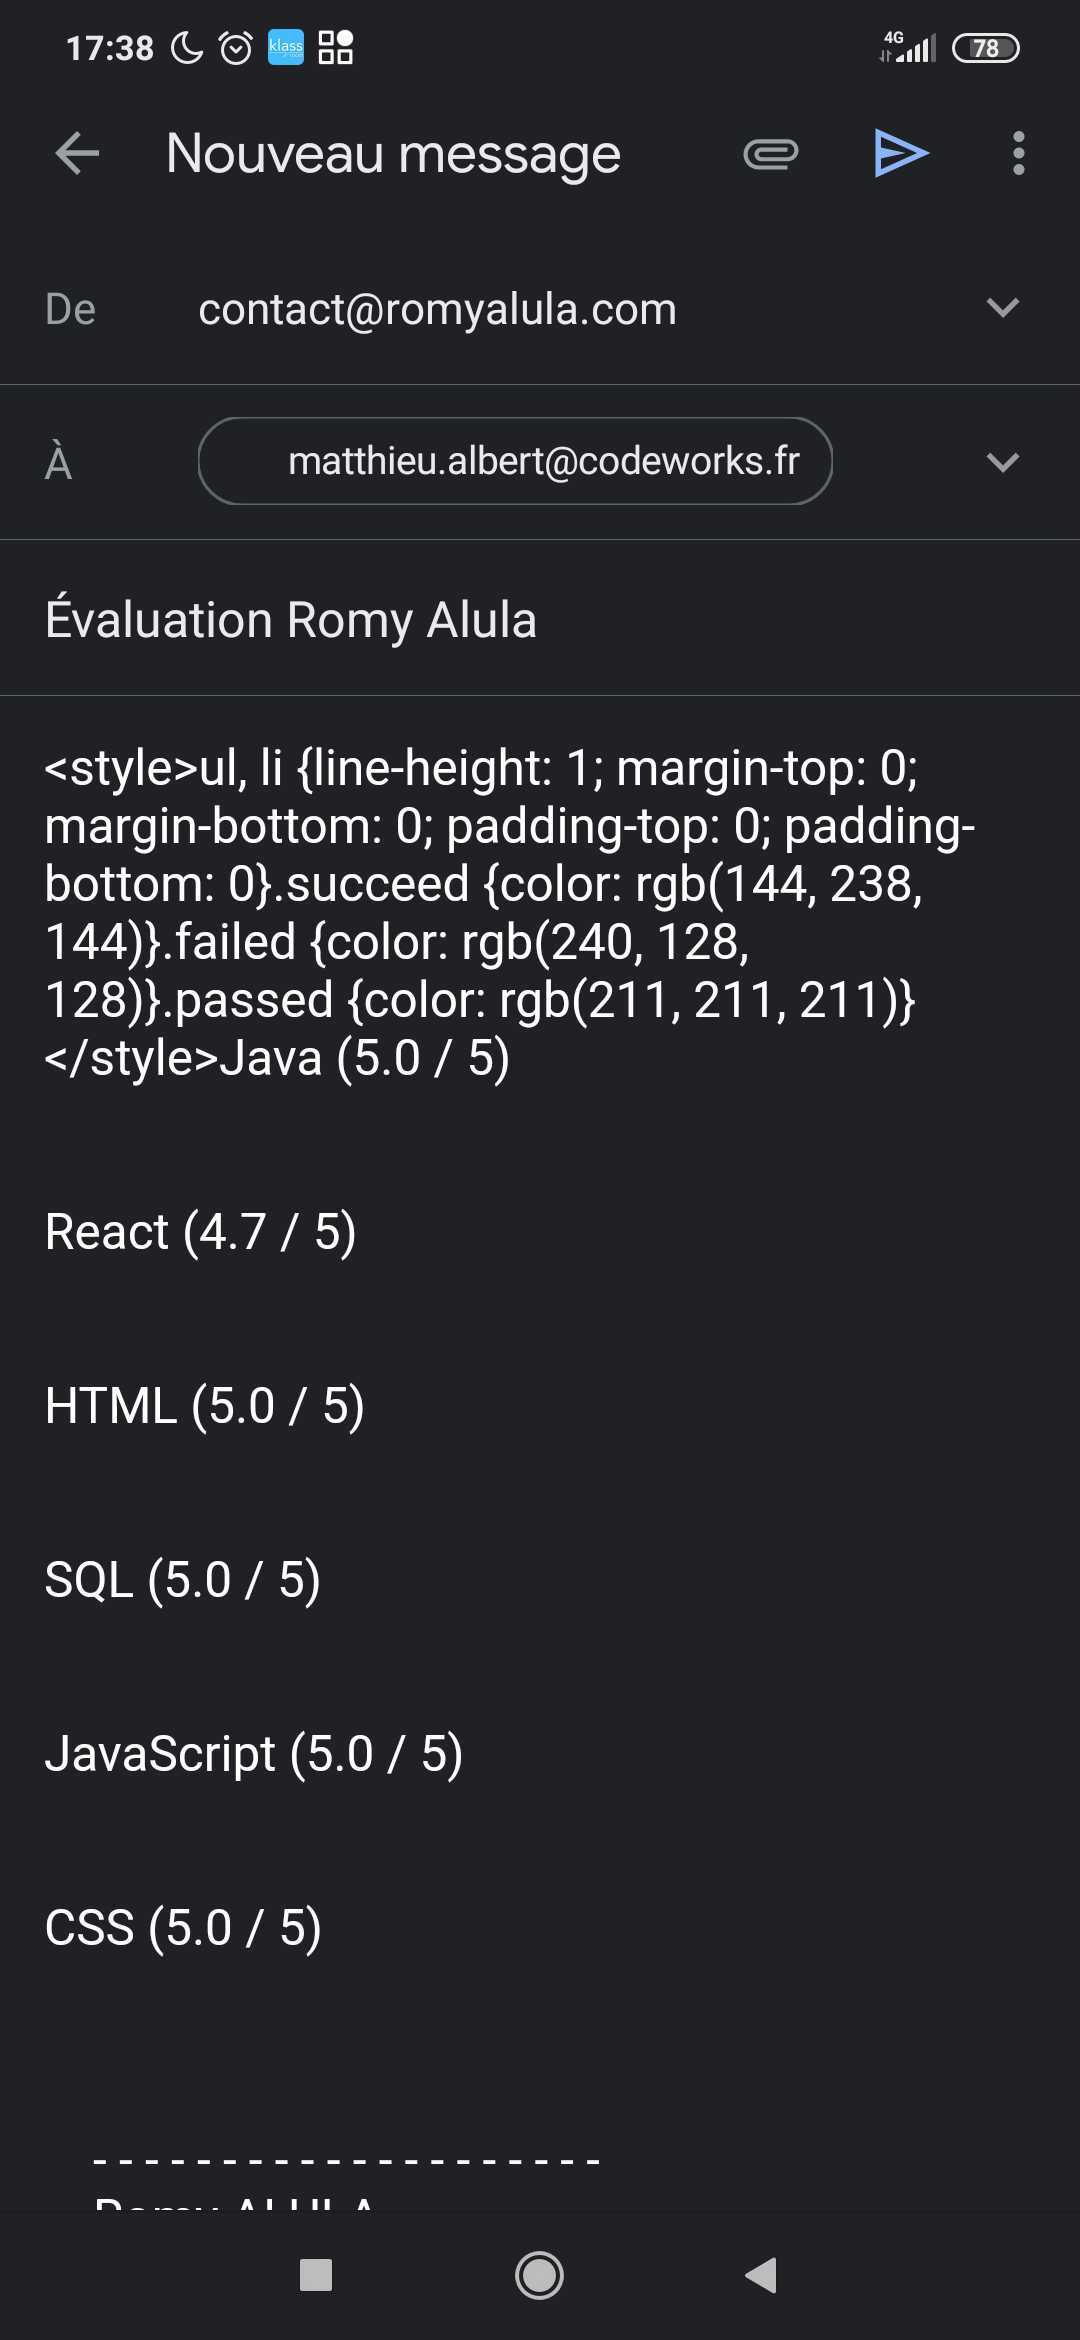 17:38
klass
4G
78
Nouveau message
De contact@romyalula.com
À matthieu.albert@codeworks.fr
Évaluation Romy Alula
<style>ul, li {line-height: 1; margin-top: 0;
margin-bottom: 0; padding-top: 0; padding-
bottom: 0}.succeed {color: rgb(144, 238,
144)}.failed {color: rgb(240, 128,
128)}.passed {color: rgb(211, 211, 211)}
</style>Java (5.0 / 5)
React (4.7 / 5)
HTML (5.0 / 5)
SQL (5.0 / 5)
JavaScript (5.0 / 5)
CSS (5.0 / 5)
- - - - - - - - - - - - - - - - - - - -
Romy ALULA